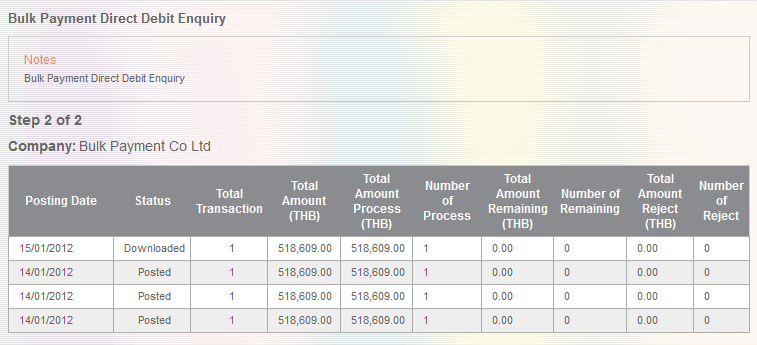 Bulk Payment Direct Debit Enquiry
Notes
Bulk Payment Direct Debit Enquiry
Step 2 of 2
Company: Bulk Payment Co Ltd
Posting Date Status Total Transaction Total Amount (THB) Total Amount Process (THB) Number of Process Total Amount Remaining (THB) Number of Remaining Total Amount Reject (THB) Number of Reject
15/01/2012 Downloaded 1 518,609.00 518,609.00 1 0.00 0 0.00 0
14/01/2012 Posted 1 518,609.00 518,609.00 1 0.00 0 0.00 0
14/01/2012 Posted 1 518,609.00 518,609.00 1 0.00 0 0.00 0
14/01/2012 Posted 1 518,609.00 518,609.00 1 0.00 0 0.00 0